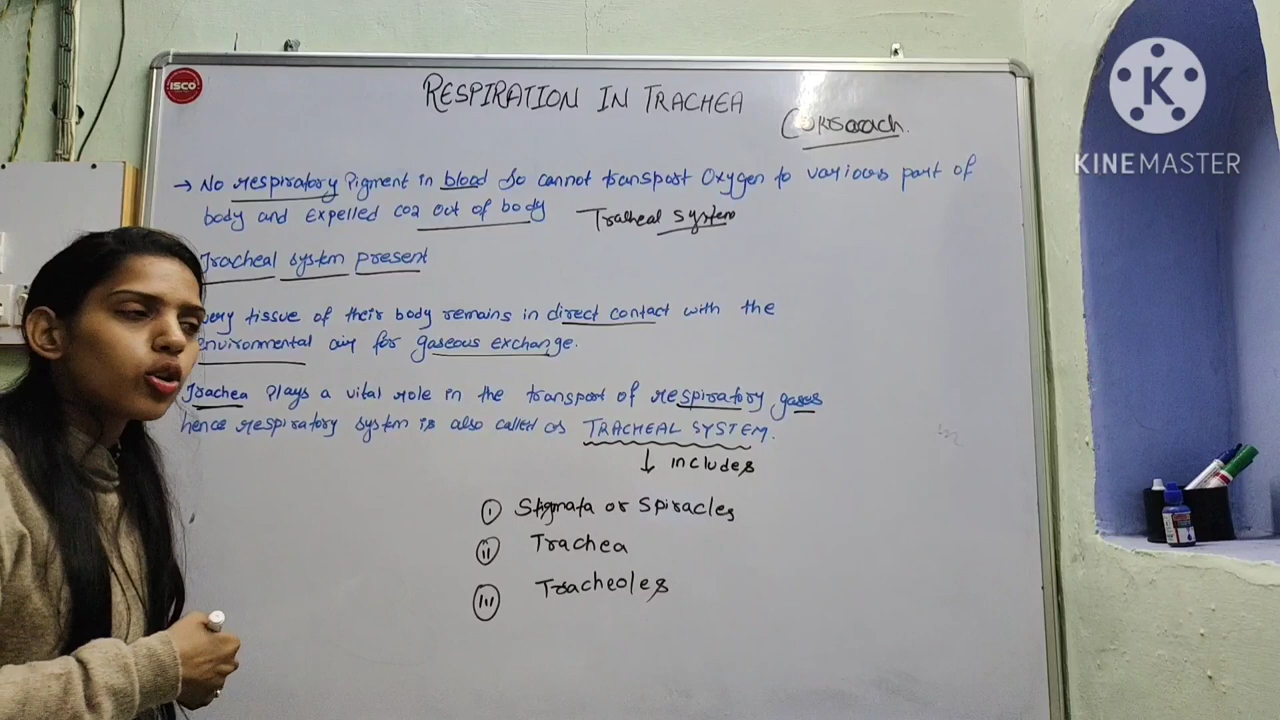 ISCO
RESPIRATION IN TRACHEA
K
KINEMASTER
→ No respiratory Pigment in blood So cannot transport Oxygen to various part of
body and Expelled CO2 out of body Tracheal System
Tracheal system present
very tissue of their body remains in direct contact with the
environmental air for gaseous exchange.
Trachea Plays a vital role in the transport of respiratory gases
hence respiratory system is also called as TRACHEAL SYSTEM.
↓ includes
(i) Stigmata or Spiracles
(ii) Trachea
(iii) Tracheoles